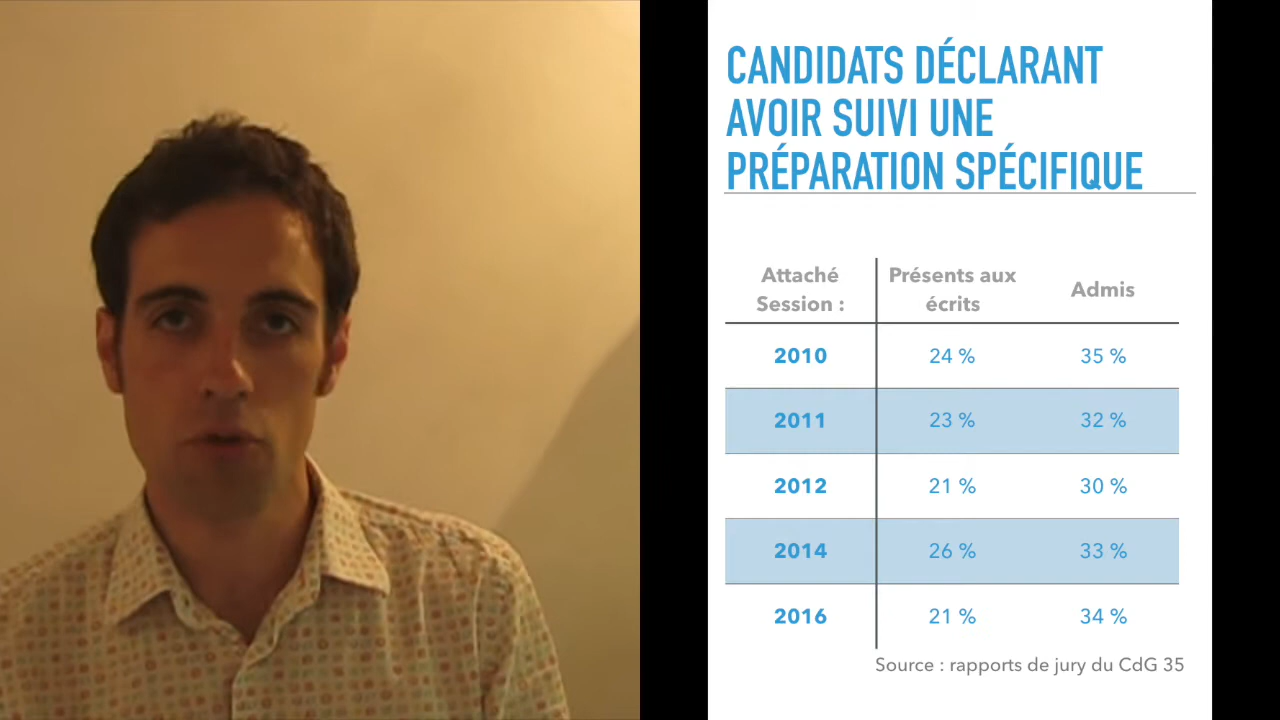 CANDIDATS DÉCLARANT
AVOIR SUIVI UNE
PRÉPARATION SPÉCIFIQUE
Attaché Session : Présents aux écrits Admis
2010 24 % 35 %
2011 23 % 32 %
2012 21 % 30 %
2014 26 % 33 %
2016 21 % 34 %
Source : rapports de jury du CdG 35